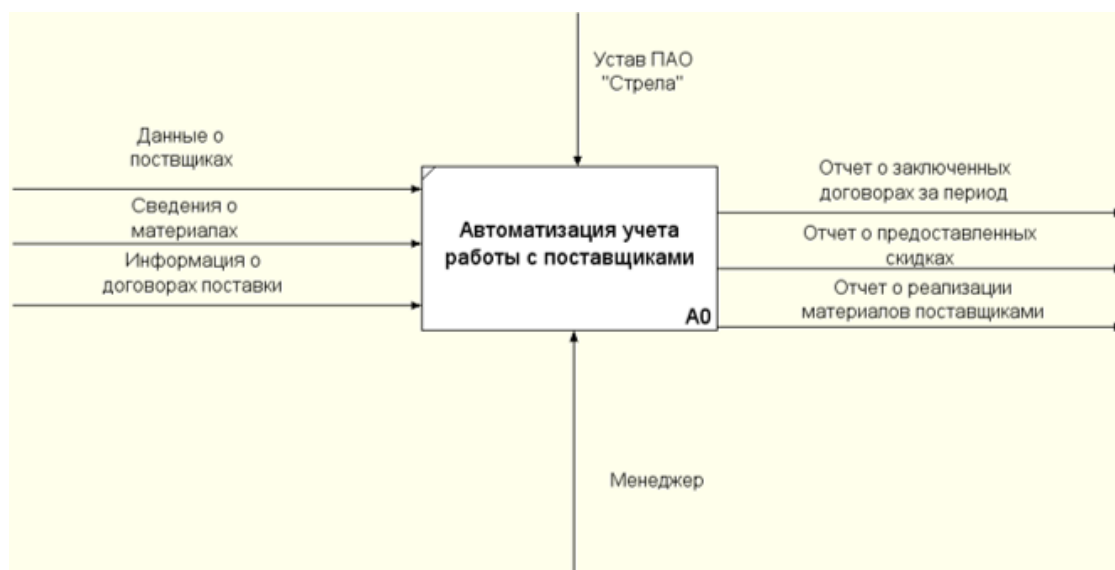 Устав ПАО
"Стрела"
Данные о
поствщиках
Сведения о
материалах
Информация о
договорах поставки
Автоматизация учета
работы с поставщиками
A0
Отчет о заключенных
договорах за период
Отчет о предоставленных
скидках
Отчет о реализации
материалов поставщиками
Менеджер